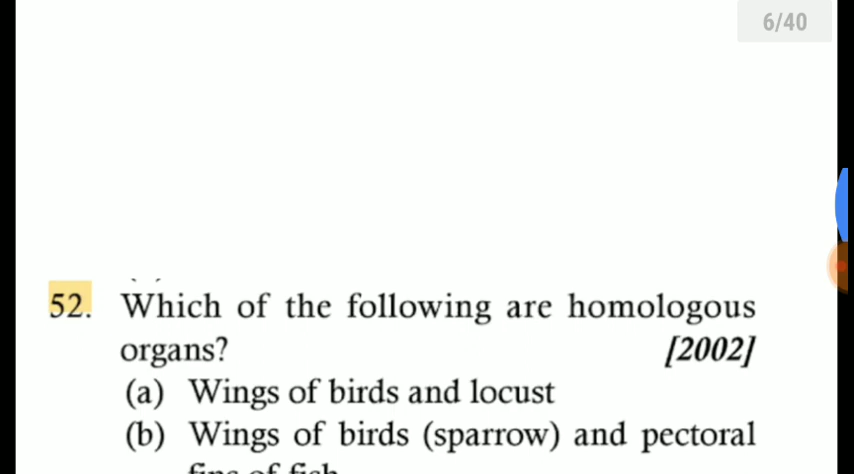 6/40
52. Which of the following are homologous
organs? [2002]
(a) Wings of birds and locust
(b) Wings of birds (sparrow) and pectoral